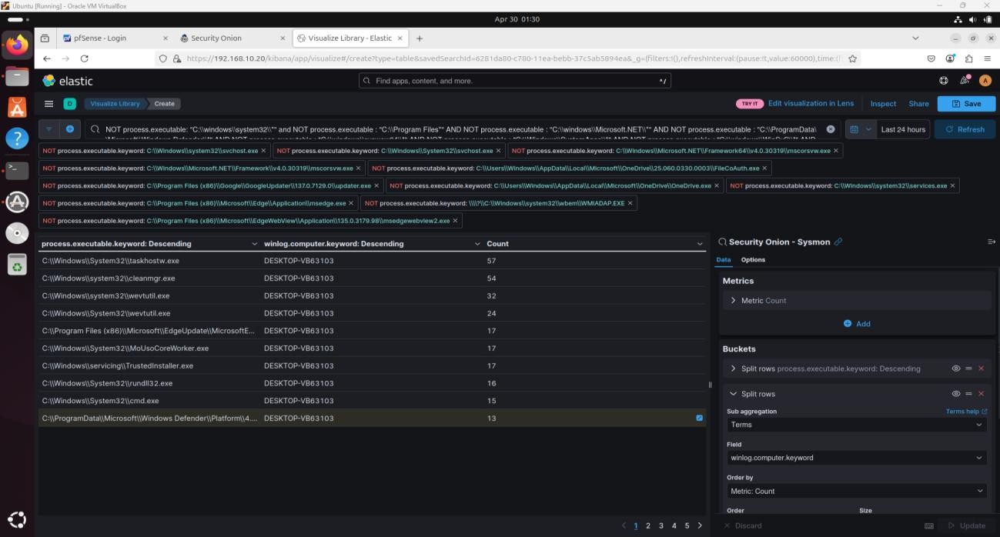 Ubuntu [Running] - Oracle VM VirtualBox
Apr 30 01:30
pfSense - Login
Security Onion
Visualize Library - Elastic
https://192.168.10.20/kibana/app/visualize#/create?type=table&savedSearchId=6281da80-c780-11ea-bebb-37c5ab5894ea&_g=(filters:!(),refreshInterval:(pause:!t,value:60000),time:(f
elastic
Find apps, content, and more.
^/
A
D
Visualize Library
Create
TRY IT
Edit visualization in Lens
Inspect
Share
Save
NOT process.executable: "C:\\windows\\system32\\*" and NOT process.executable : "C:\\Program Files*" AND NOT process.executable : "C:\\windows\\Microsoft.NET\\*" AND NOT process.executable : "C:\\ProgramData\
Last 24 hours
Refresh
NOT process.executable.keyword: C:\\Windows\\system32\\svchost.exe
NOT process.executable.keyword: C:\\Windows\\System32\\svchost.exe
NOT process.executable.keyword: C:\\Windows\\Microsoft.NET\\Framework64\\v4.0.30319\\mscorsvw.exe
NOT process.executable.keyword: C:\\Windows\\Microsoft.NET\\Framework\\v4.0.30319\\mscorsvw.exe
NOT process.executable.keyword: C:\\Users\\Windows\\AppData\\Local\\Microsoft\\OneDrive\\25.060.0330.0003\\FileCoAuth.exe
NOT process.executable.keyword: C:\\Program Files (x86)\\Google\\GoogleUpdater\\137.0.7129.0\\updater.exe
NOT process.executable.keyword: C:\\Users\\Windows\\AppData\\Local\\Microsoft\\OneDrive\\OneDrive.exe
NOT process.executable.keyword: C:\\Windows\\system32\\services.exe
NOT process.executable.keyword: C:\\Program Files (x86)\\Microsoft\\Edge\\Application\\msedge.exe
NOT process.executable.keyword: \\\\?\\C:\\Windows\\system32\\wbem\\WMIADAP.EXE
NOT process.executable.keyword: C:\\Program Files (x86)\\Microsoft\\EdgeWebView\\Application\\135.0.3179.98\\msedgewebview2.exe
process.executable.keyword: Descending
winlog.computer.keyword: Descending
Count
C:\\Windows\\System32\\taskhostw.exe DESKTOP-VB63103 57
C:\\Windows\\system32\\cleanmgr.exe DESKTOP-VB63103 54
C:\\Windows\\system32\\wevtutil.exe DESKTOP-VB63103 32
C:\\Windows\\System32\\wevtutil.exe DESKTOP-VB63103 24
C:\\Program Files (x86)\\Microsoft\\EdgeUpdate\\MicrosoftE... DESKTOP-VB63103 17
C:\\Windows\\System32\\MoUsoCoreWorker.exe DESKTOP-VB63103 17
C:\\Windows\\servicing\\TrustedInstaller.exe DESKTOP-VB63103 17
C:\\Windows\\System32\\rundll32.exe DESKTOP-VB63103 16
C:\\Windows\\System32\\cmd.exe DESKTOP-VB63103 15
C:\\ProgramData\\Microsoft\\Windows Defender\\Platform\\4.... DESKTOP-VB63103 13
1 2 3 4 5
Security Onion - Sysmon
Data
Options
Metrics
Metric Count
Add
Buckets
Split rows process.executable.keyword: Descending
Split rows
Sub aggregation
Terms help
Terms
Field
winlog.computer.keyword
Order by
Metric: Count
Order
Size
Discard
Update